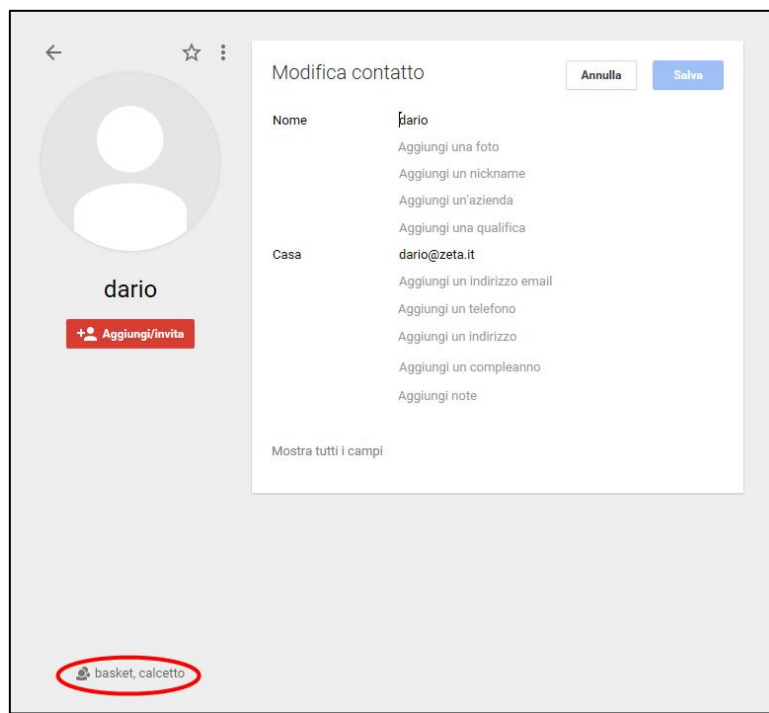 Modifica contatto
Annulla
Salva
Nome
dario
Aggiungi una foto
Aggiungi un nickname
Aggiungi un'azienda
Aggiungi una qualifica
Casa
dario@zeta.it
Aggiungi un indirizzo email
Aggiungi un telefono
Aggiungi un indirizzo
Aggiungi un compleanno
Aggiungi note
Mostra tutti i campi
dario
Aggiungi/invita
basket, calcetto